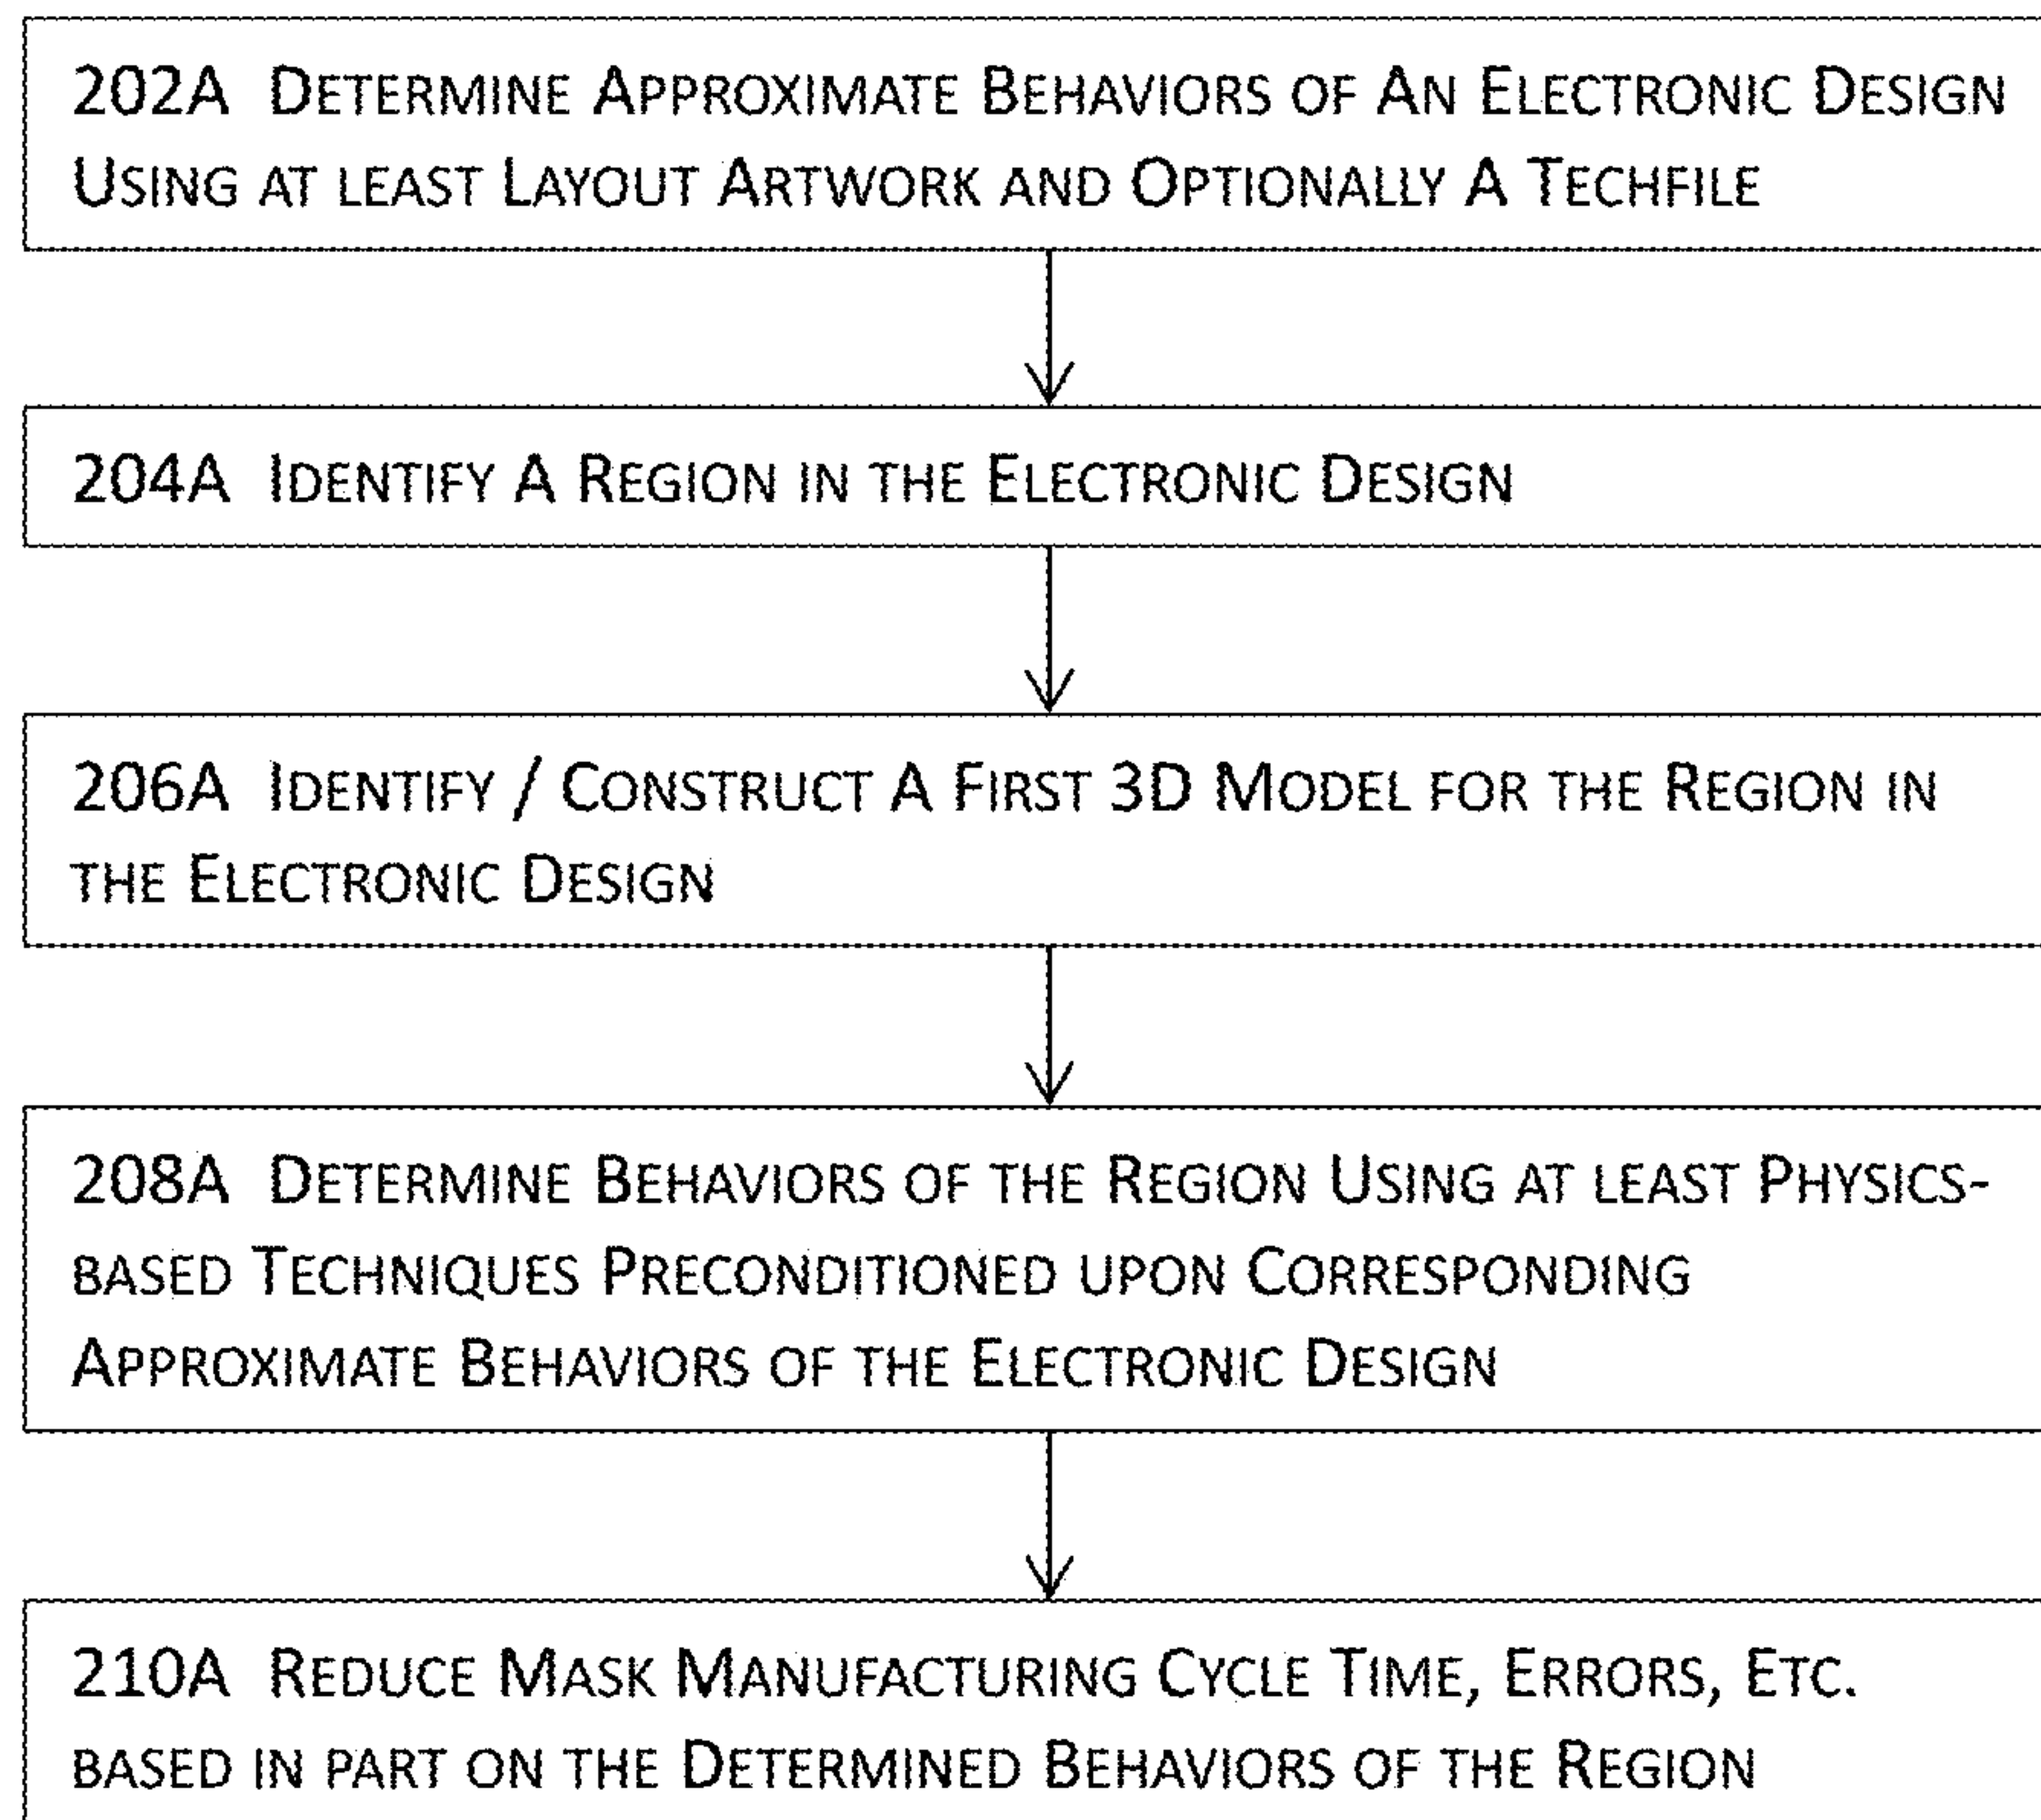 202A DETERMINE APPROXIMATE BEHAVIORS OF AN ELECTRONIC DESIGN
USING AT LEAST LAYOUT ARTWORK AND OPTIONALLY A TECHFILE
204A IDENTIFY A REGION IN THE ELECTRONIC DESIGN
206A IDENTIFY / CONSTRUCT A FIRST 3D MODEL FOR THE REGION IN
THE ELECTRONIC DESIGN
208A DETERMINE BEHAVIORS OF THE REGION USING AT LEAST PHYSICS-
BASED TECHNIQUES PRECONDITIONED UPON CORRESPONDING
APPROXIMATE BEHAVIORS OF THE ELECTRONIC DESIGN
210A REDUCE MASK MANUFACTURING CYCLE TIME, ERRORS, ETC.
BASED IN PART ON THE DETERMINED BEHAVIORS OF THE REGION